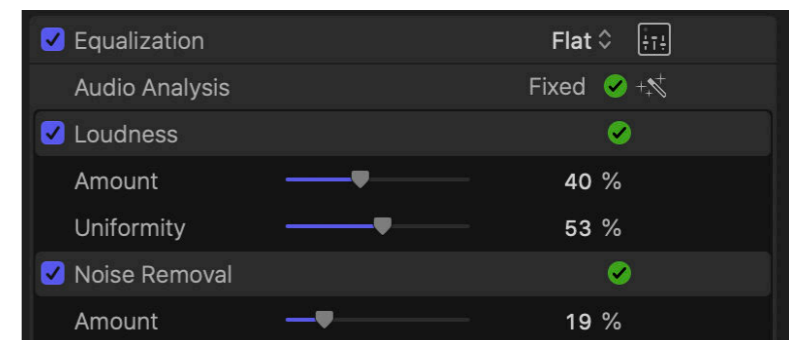 Equalization Flat
Audio Analysis Fixed
Loudness
Amount 40 %
Uniformity 53 %
Noise Removal
Amount 19 %